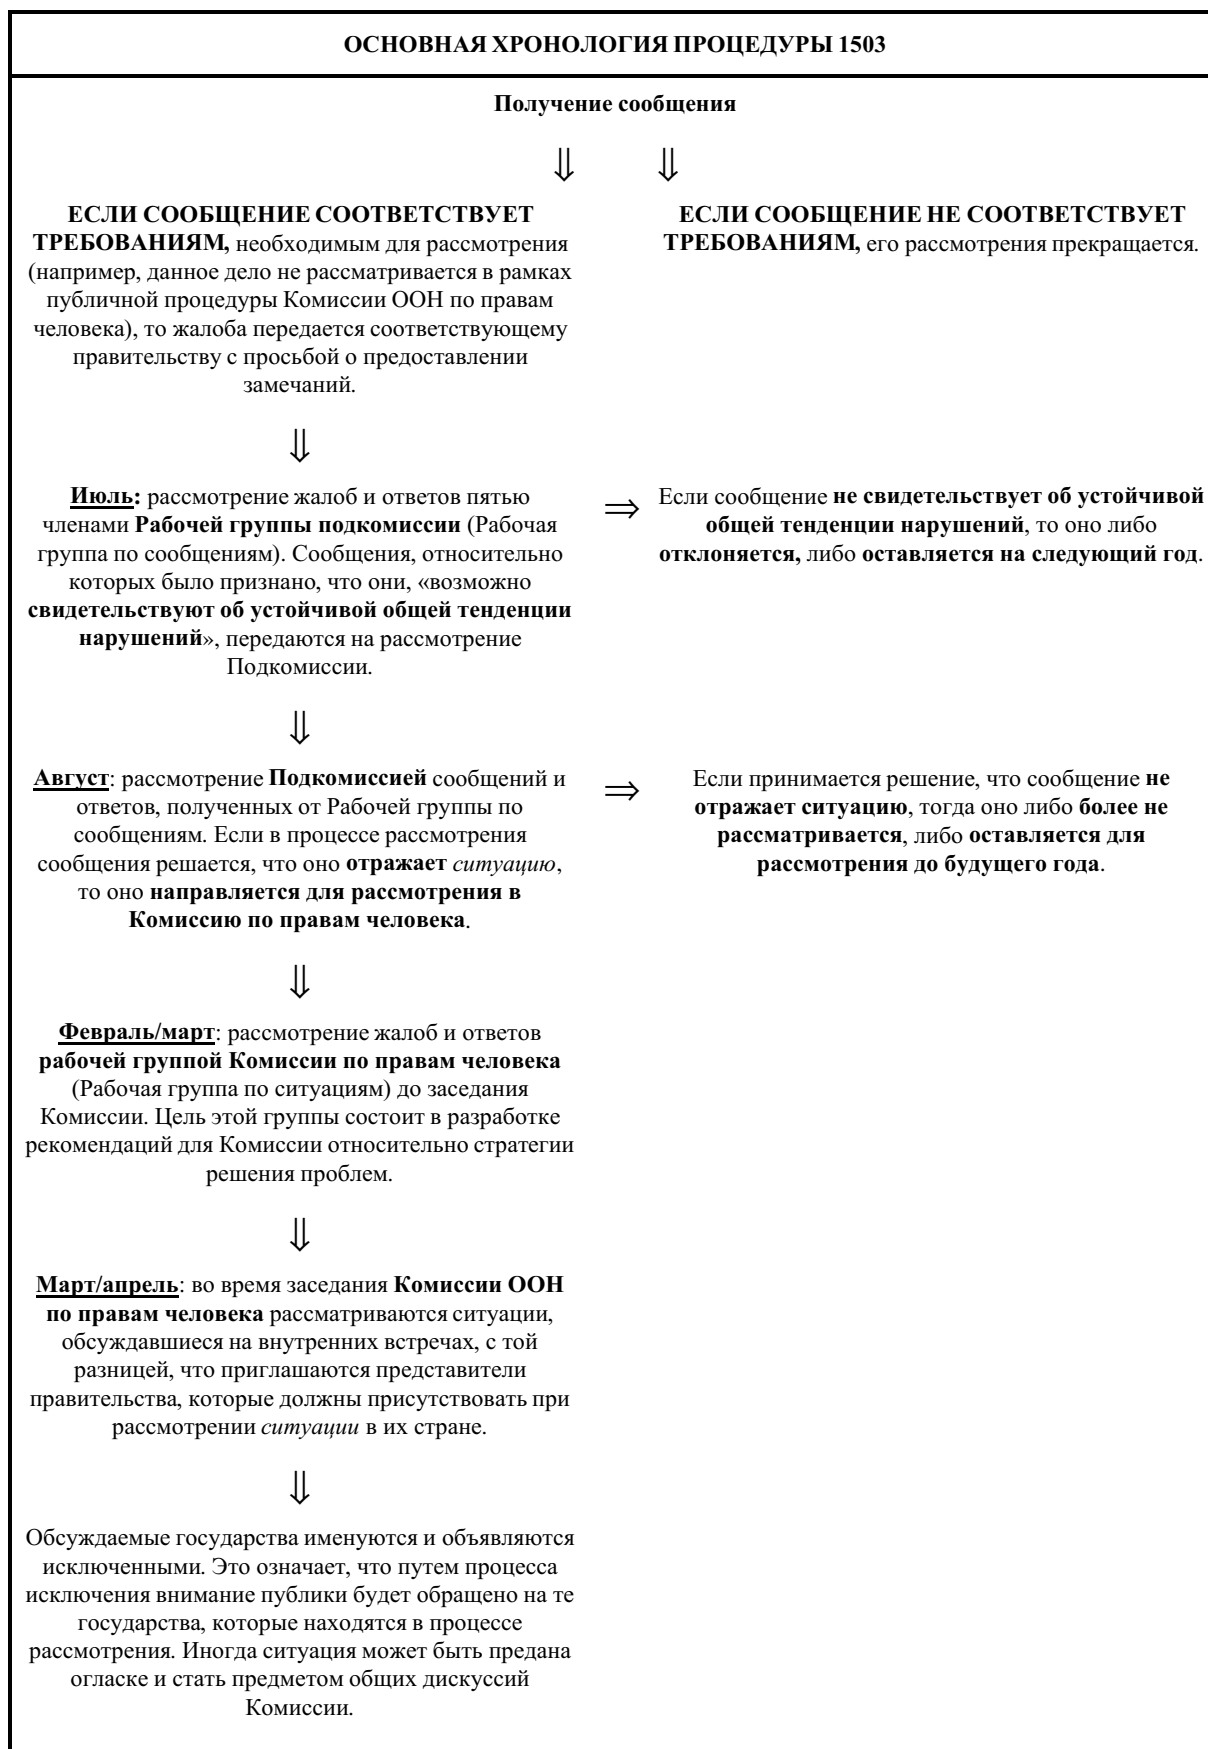 ОСНОВНАЯ ХРОНОЛОГИЯ ПРОЦЕДУРЫ 1503
Получение сообщения
⇓ ⇓
ЕСЛИ СООБЩЕНИЕ СООТВЕТСТВУЕТ
ТРЕБОВАНИЯМ, необходимым для рассмотрения
(например, данное дело не рассматривается в рамках
публичной процедуры Комиссии ООН по правам
человека), то жалоба передается соответствующему
правительству с просьбой о предоставлении
замечаний.
ЕСЛИ СООБЩЕНИЕ НЕ СООТВЕТСТВУЕТ
ТРЕБОВАНИЯМ, его рассмотрения прекращается.
⇓
Июль: рассмотрение жалоб и ответов пятью
членами Рабочей группы подкомиссии (Рабочая
группа по сообщениям). Сообщения, относительно
которых было признано, что они, «возможно
свидетельствуют об устойчивой общей тенденции
нарушений», передаются на рассмотрение
Подкомиссии.
⇒
Если сообщение не свидетельствует об устойчивой
общей тенденции нарушений, то оно либо
отклоняется, либо оставляется на следующий год.
⇓
Август: рассмотрение Подкомиссией сообщений и
ответов, полученных от Рабочей группы по
сообщениям. Если в процессе рассмотрения
сообщения решается, что оно отражает ситуацию,
то оно направляется для рассмотрения в
Комиссию по правам человека.
⇒
Если принимается решение, что сообщение не
отражает ситуацию, тогда оно либо более не
рассматривается, либо оставляется для
рассмотрения до будущего года.
⇓
Февраль/март: рассмотрение жалоб и ответов
рабочей группой Комиссии по правам человека
(Рабочая группа по ситуациям) до заседания
Комиссии. Цель этой группы состоит в разработке
рекомендаций для Комиссии относительно стратегии
решения проблем.
⇓
Март/апрель: во время заседания Комиссии ООН
по правам человека рассматриваются ситуации,
обсуждавшиеся на внутренних встречах, с той
разницей, что приглашаются представители
правительства, которые должны присутствовать при
рассмотрении ситуации в их стране.
⇓
Обсуждаемые государства именуются и объявляются
исключенными. Это означает, что путем процесса
исключения внимание публики будет обращено на те
государства, которые находятся в процессе
рассмотрения. Иногда ситуация может быть предана
огласке и стать предметом общих дискуссий
Комиссии.